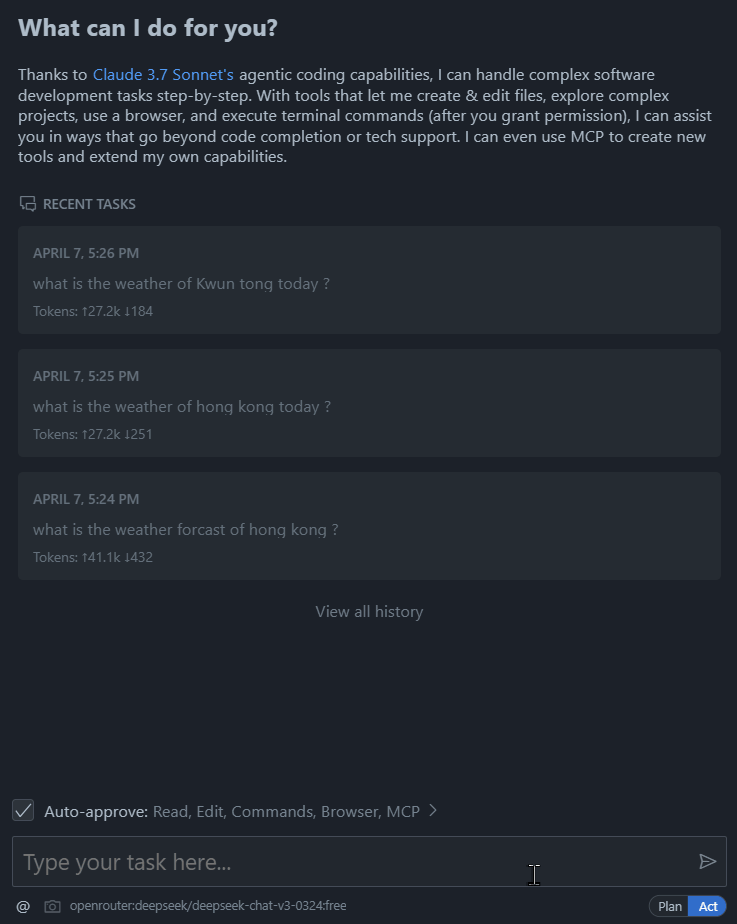 What can I do for you?
Thanks to Claude 3.7 Sonnet's agentic coding capabilities, I can handle complex software
development tasks step-by-step. With tools that let me create & edit files, explore complex
projects, use a browser, and execute terminal commands (after you grant permission), I can assist
you in ways that go beyond code completion or tech support. I can even use MCP to create new
tools and extend my own capabilities.
RECENT TASKS
APRIL 7, 5:26 PM
what is the weather of Kwun tong today ?
Tokens: ↑27.2k ↓184
APRIL 7, 5:25 PM
what is the weather of hong kong today ?
Tokens: ↑27.2k ↓251
APRIL 7, 5:24 PM
what is the weather forcast of hong kong ?
Tokens: ↑41.1k ↓432
View all history
Auto-approve: Read, Edit, Commands, Browser, MCP
Type your task here...
@ openrouter:deepseek/deepseek-chat-v3-0324:free Plan Act